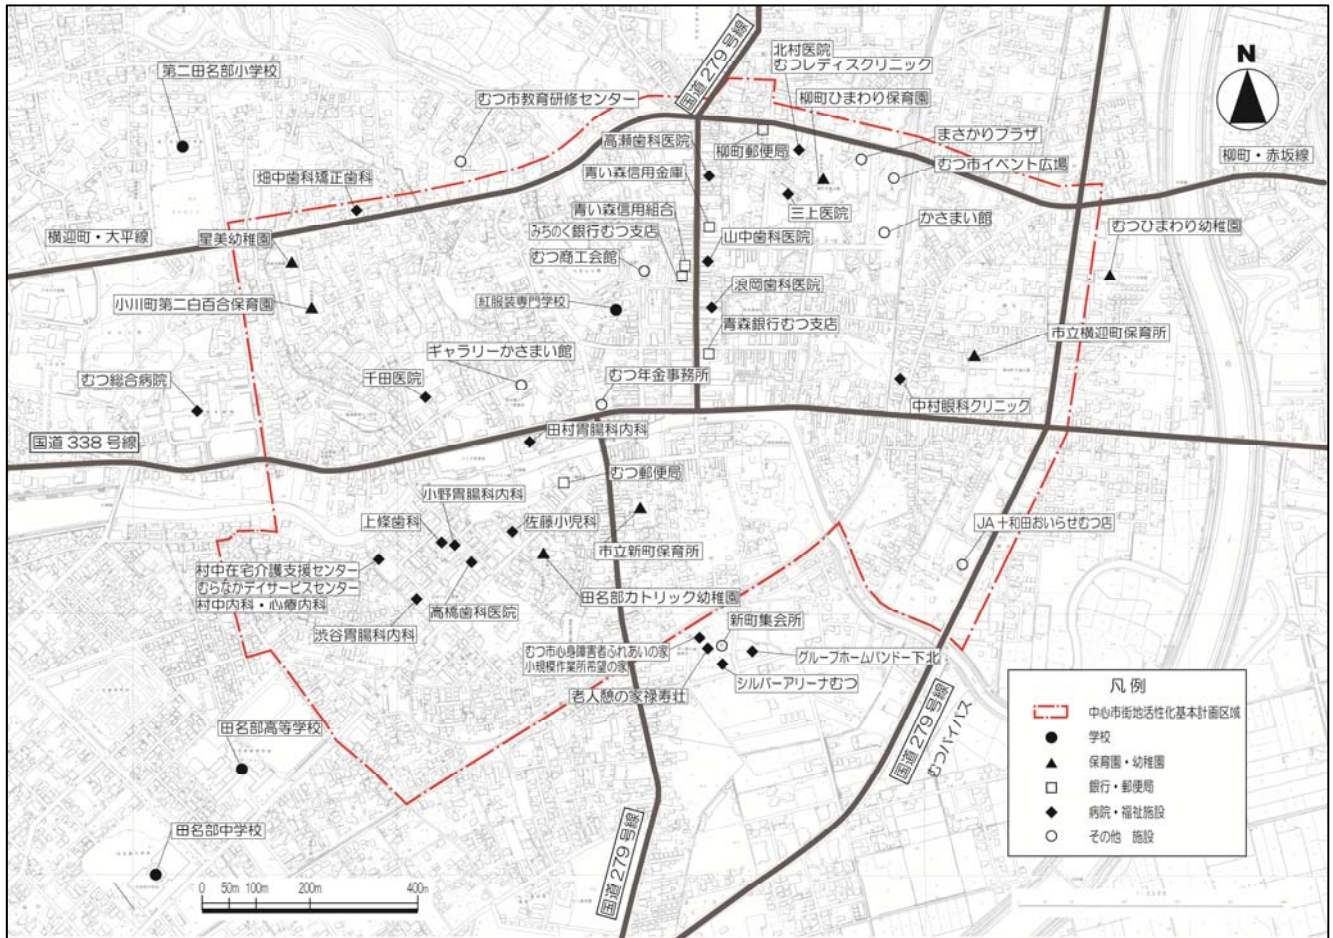 国道279号線
北村医院
むつレディスクリニック
N
第二田名部小学校
むつ市教育研修センター
柳町ひまわり保育園
高瀬歯科医院
柳町郵便局
まさかりプラザ
柳町・赤坂線
むつ市イベント広場
畑中歯科矯正歯科
青い森信用金庫
三上医院
青い森信用組合
かさまい館
むつひまわり幼稚園
横迎町・大平線
星美幼稚園
みちのく銀行むつ支店
山中歯科医院
むつ商工会館
浪岡歯科医院
小川町第二白百合保育園
紅服装専門学校
青森銀行むつ支店
市立横迎町保育所
ギャラリーかさまい館
むつ総合病院
千田医院
むつ年金事務所
中村眼科クリニック
国道338号線
田村胃腸科内科
むつ郵便局
小野胃腸科内科
上條歯科
佐藤小児科
JA十和田おいらせむつ店
市立新町保育所
村中在宅介護支援センター
むらなかデイサービスセンター
村中内科・心療内科
田名部カトリック幼稚園
高橋歯科医院
渋谷胃腸科内科
新町集会所
むつ市心身障害者ふれあいの家
小規模作業所希望の家
グループホームバンドー下北
シルバーアリーナむつ
老人憩の家禄寿荘
国道279号線
むつバイパス
田名部高等学校
田名部中学校
国道279号線
0 50m 100m 200m 400m
凡例
中心市街地活性化基本計画区域
学校
保育園・幼稚園
銀行・郵便局
病院・福祉施設
その他 施設